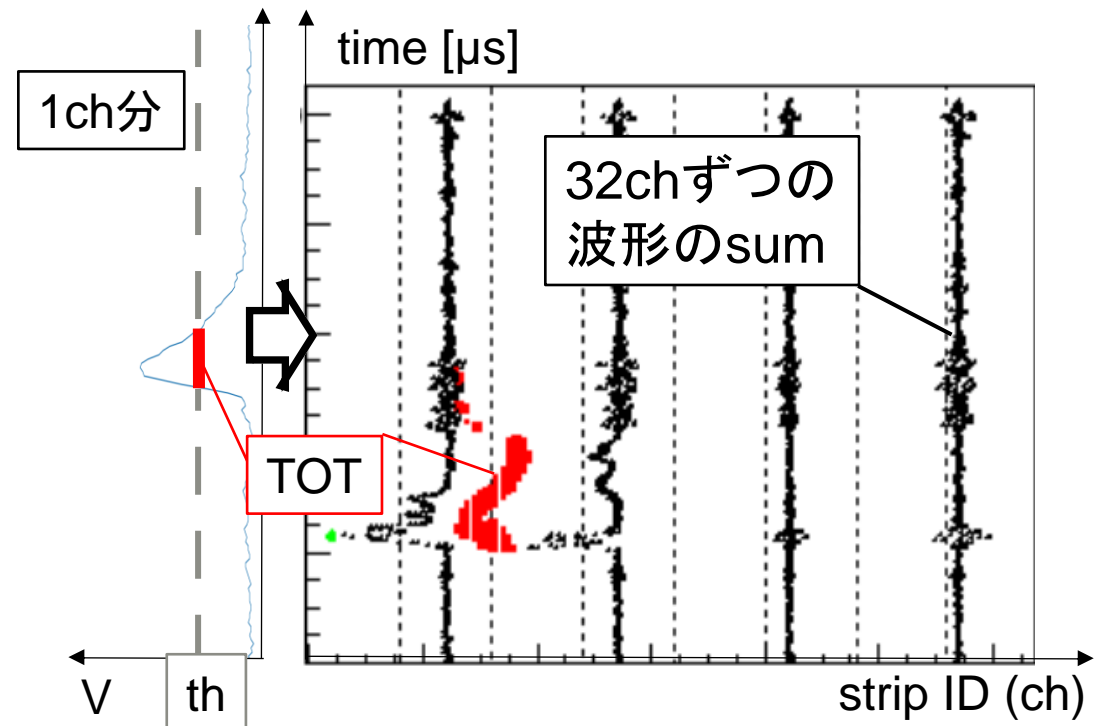 time [μs]
1ch分
32chずつの
波形のsum
TOT
V
th
strip ID (ch)